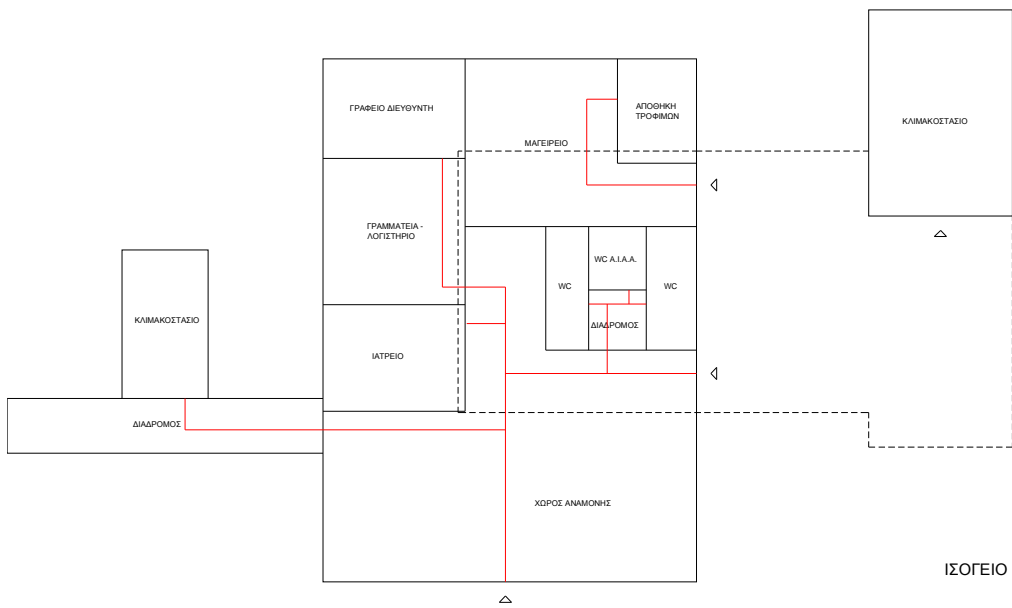 ΓΡΑΦΕΙΟ ΔΙΕΥΘΥΝΤΗ
ΑΠΟΘΗΚΗ
ΤΡΟΦΙΜΩΝ
ΚΛΙΜΑΚΟΣΤΑΣΙΟ
ΜΑΓΕΙΡΕΙΟ
ΓΡΑΜΜΑΤΕΙΑ -
ΛΟΓΙΣΤΗΡΙΟ
WC Α.Ι.Α.Α.
WC
WC
ΚΛΙΜΑΚΟΣΤΑΣΙΟ
ΔΙΑΔΡΟΜΟΣ
ΙΑΤΡΕΙΟ
ΔΙΑΔΡΟΜΟΣ
ΧΩΡΟΣ ΑΝΑΜΟΝΗΣ
ΙΣΟΓΕΙΟ